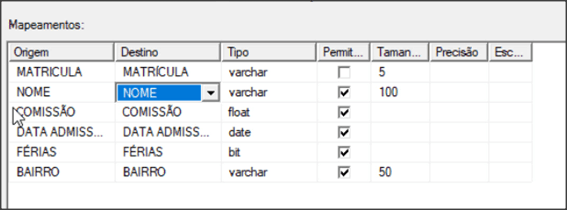 Mapeamentos:
Origem Destino Tipo Permit... Taman... Precisão Esc...
MATRICULA MATRÍCULA varchar 5
NOME NOME varchar 100
COMISSÃO COMISSÃO float
DATA ADMISS... DATA ADMISS... date
FÉRIAS FÉRIAS bit
BAIRRO BAIRRO varchar 50